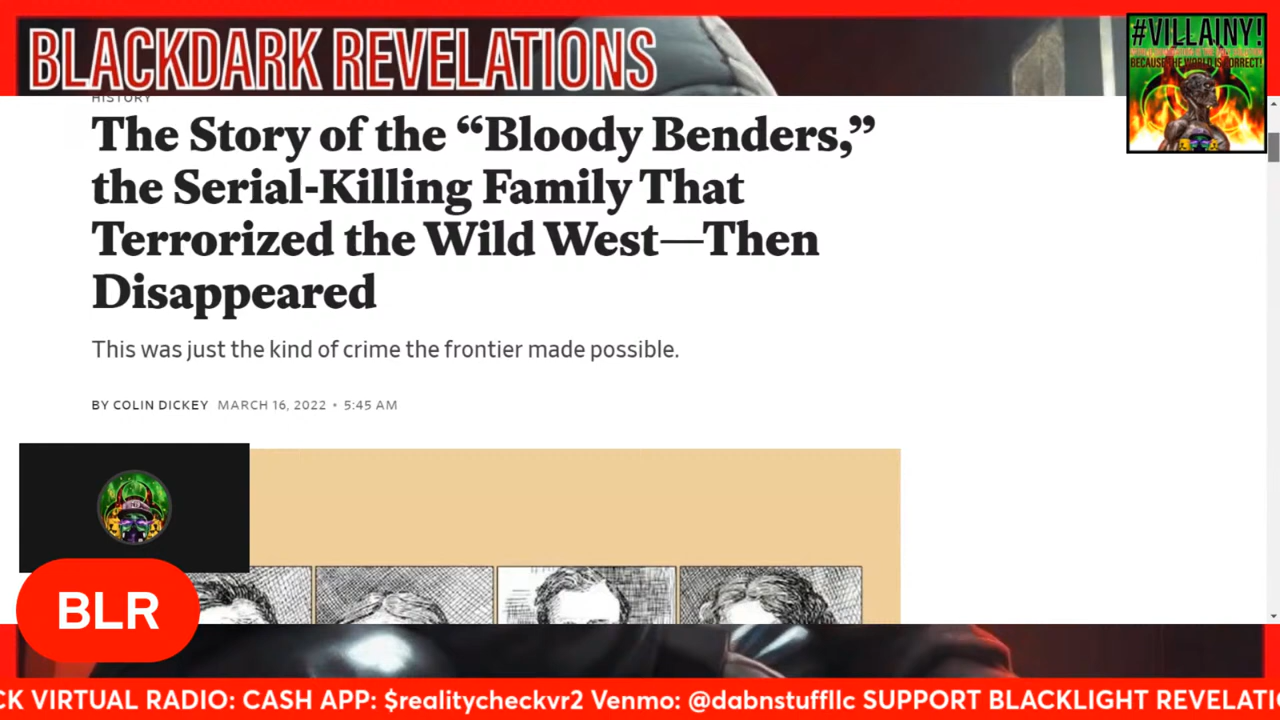 BLACKDARK REVELATIONS
#VILLAINY!
BECAUSE THE WORLD IS CORRECT!
HISTORY
The Story of the “Bloody Benders,”
the Serial-Killing Family That
Terrorized the Wild West—Then
Disappeared
This was just the kind of crime the frontier made possible.
BY COLIN DICKEY MARCH 16, 2022 • 5:45 AM
BLR
CK VIRTUAL RADIO: CASH APP: $realitycheckvr2 Venmo: @dabnstuffllc SUPPORT BLACKLIGHT REVELATI